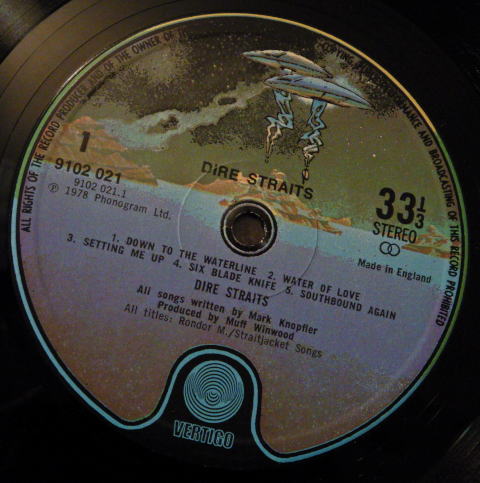 ALL RIGHTS OF THE RECORD PRODUCER AND OF THE OWNER OF
COPYING
AND BROADCASTING OF THIS RECORD PROHIBITED
1
9102 021
9102 021.1
Ⓟ 1978 Phonogram Ltd.
DIRE STRAITS
33 1/3
STEREO
Made in England
1. DOWN TO THE WATERLINE 2. WATER OF LOVE
3. SETTING ME UP 4. SIX BLADE KNIFE 5. SOUTHBOUND AGAIN
DIRE STRAITS
All songs written by Mark Knopfler
Produced by Muff Winwood
All titles: Rondor M./Straitjacket Songs
VERTIGO